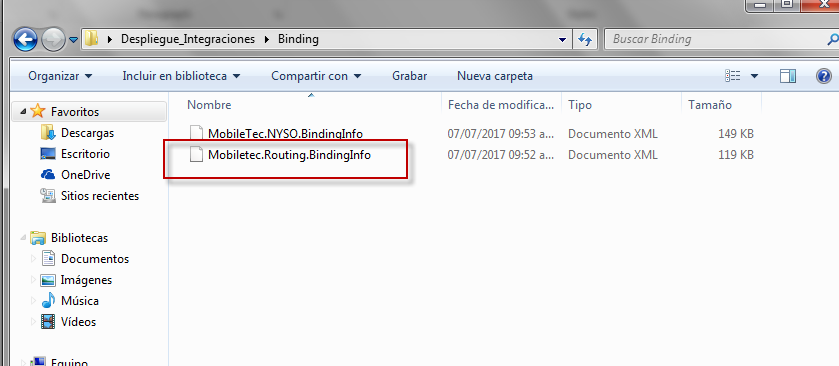 Despliegue_Integraciones Binding
Buscar Binding
Organizar Incluir en biblioteca Compartir con Grabar Nueva carpeta
Favoritos
Descargas
Escritorio
OneDrive
Sitios recientes
Bibliotecas
Documentos
Imágenes
Música
Vídeos
Equipo
Nombre Fecha de modifica... Tipo Tamaño
MobileTec.NYSO.BindingInfo 07/07/2017 09:53 a... Documento XML 149 KB
Mobiletec.Routing.BindingInfo 07/07/2017 09:52 a... Documento XML 119 KB